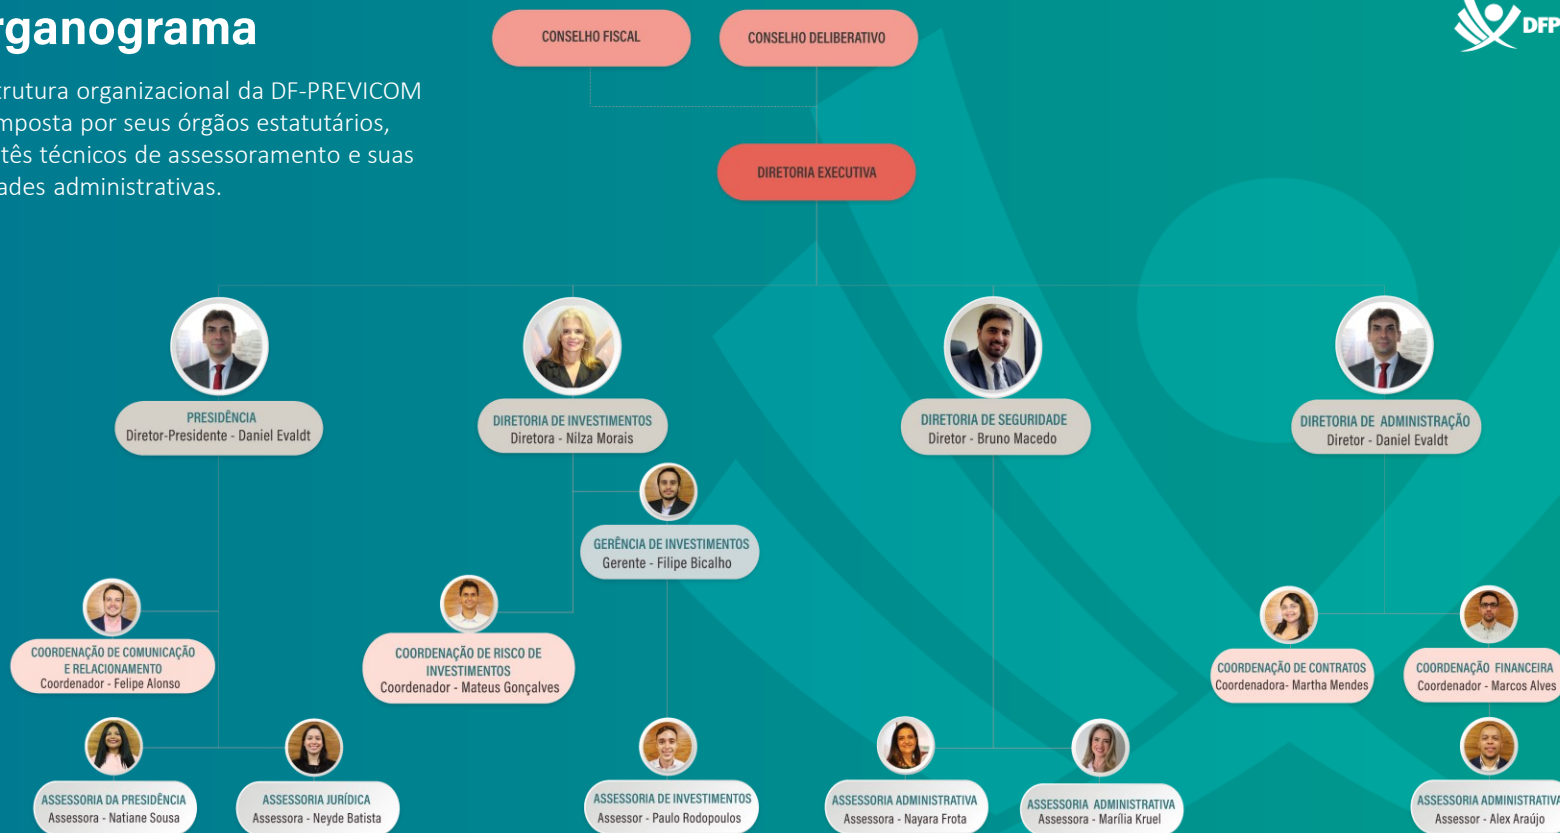 rganograma
trutura organizacional da DF-PREVICOM
mposta por seus órgãos estatutários,
tês técnicos de assessoramento e suas
ades administrativas.
DFP
CONSELHO FISCAL
CONSELHO DELIBERATIVO
DIRETORIA EXECUTIVA
PRESIDÊNCIA
Diretor-Presidente - Daniel Evaldt
DIRETORIA DE INVESTIMENTOS
Diretora - Nilza Morais
DIRETORIA DE SEGURIDADE
Diretor - Bruno Macedo
DIRETORIA DE ADMINISTRAÇÃO
Diretor - Daniel Evaldt
GERÊNCIA DE INVESTIMENTOS
Gerente - Filipe Bicalho
COORDENAÇÃO DE COMUNICAÇÃO
E RELACIONAMENTO
Coordenador - Felipe Alonso
COORDENAÇÃO DE RISCO DE
INVESTIMENTOS
Coordenador - Mateus Gonçalves
COORDENAÇÃO DE CONTRATOS
Coordenadora- Martha Mendes
COORDENAÇÃO FINANCEIRA
Coordenador - Marcos Alves
ASSESSORIA DA PRESIDÊNCIA
Assessora - Natiane Sousa
ASSESSORIA JURÍDICA
Assessora - Neyde Batista
ASSESSORIA DE INVESTIMENTOS
Assessor - Paulo Rodopoulos
ASSESSORIA ADMINISTRATIVA
Assessora - Nayara Frota
ASSESSORIA ADMINISTRATIVA
Assessora - Marília Kruel
ASSESSORIA ADMINISTRATIVA
Assessor - Alex Araújo